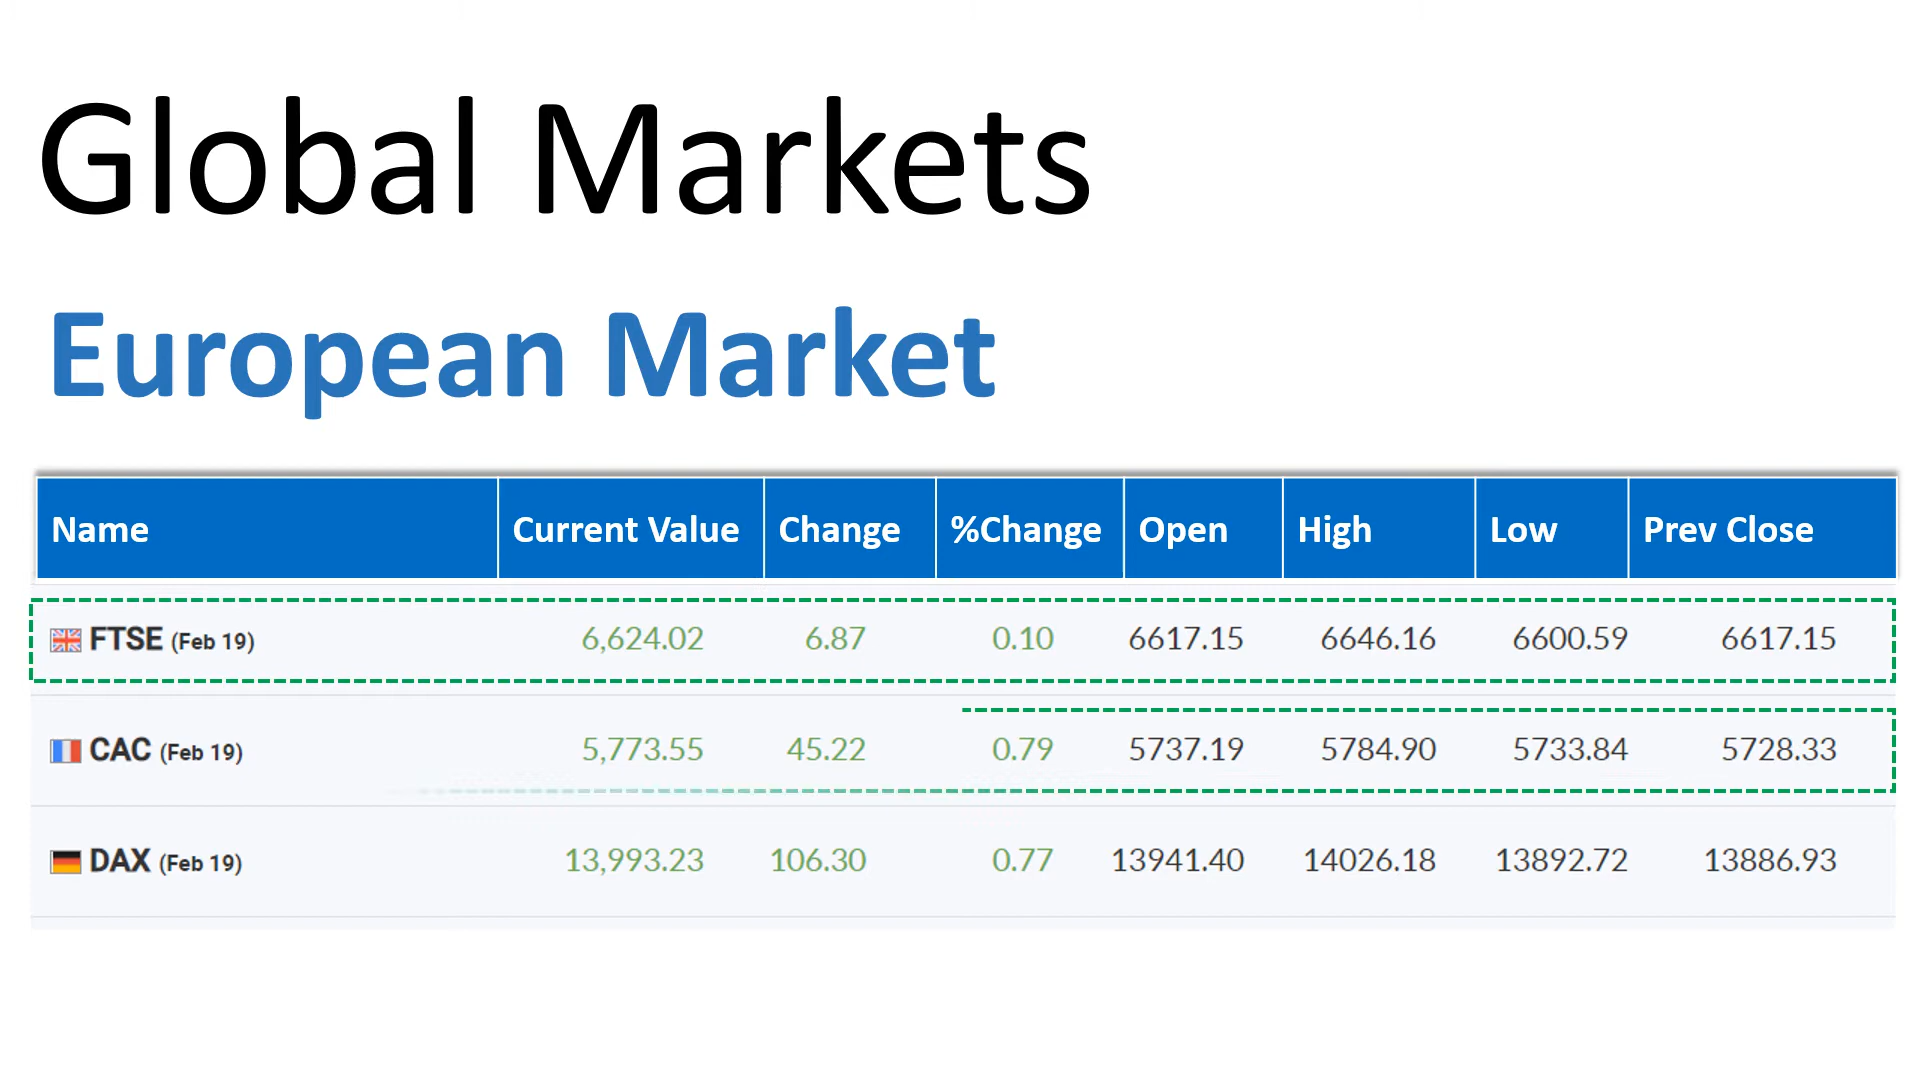 Global Markets
European Market
Name Current Value Change %Change Open High Low Prev Close
FTSE (Feb 19) 6,624.02 6.87 0.10 6617.15 6646.16 6600.59 6617.15
CAC (Feb 19) 5,773.55 45.22 0.79 5737.19 5784.90 5733.84 5728.33
DAX (Feb 19) 13,993.23 106.30 0.77 13941.40 14026.18 13892.72 13886.93